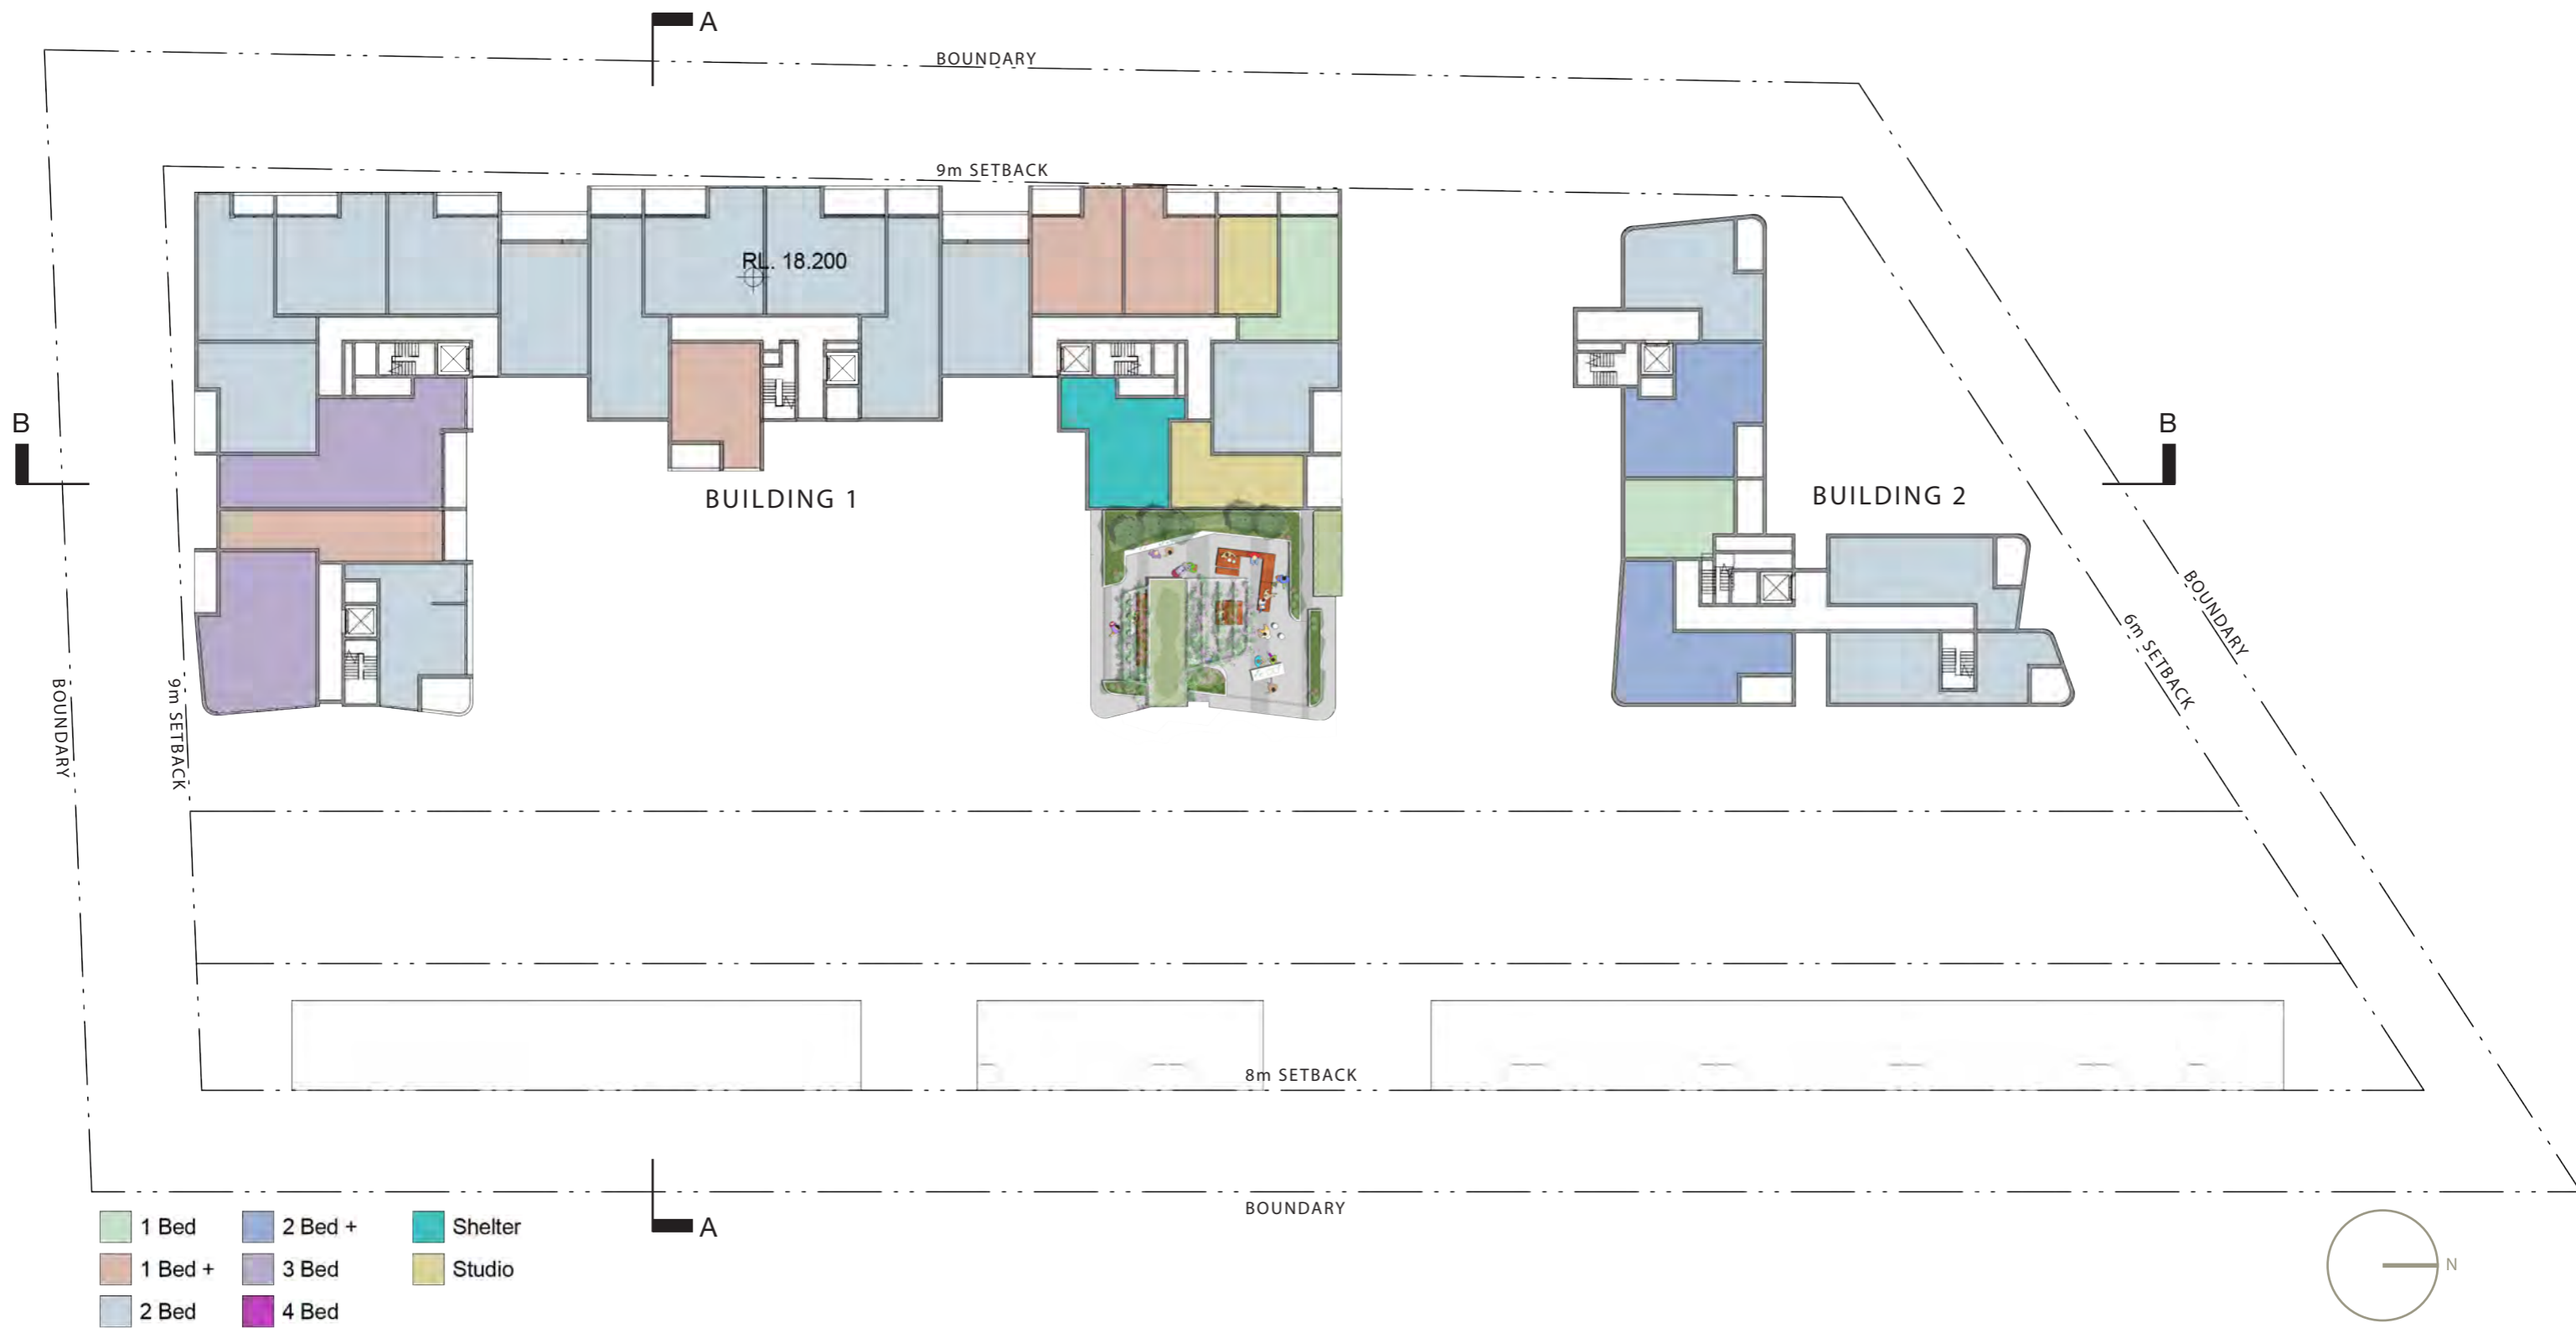 A
BOUNDARY
9m SETBACK
RL. 18.200
B
B
BUILDING 1
BUILDING 2
BOUNDARY
6m SETBACK
BOUNDARY
9m SETBACK
8m SETBACK
BOUNDARY
A
1 Bed
2 Bed +
Shelter
1 Bed +
3 Bed
Studio
2 Bed
4 Bed
N